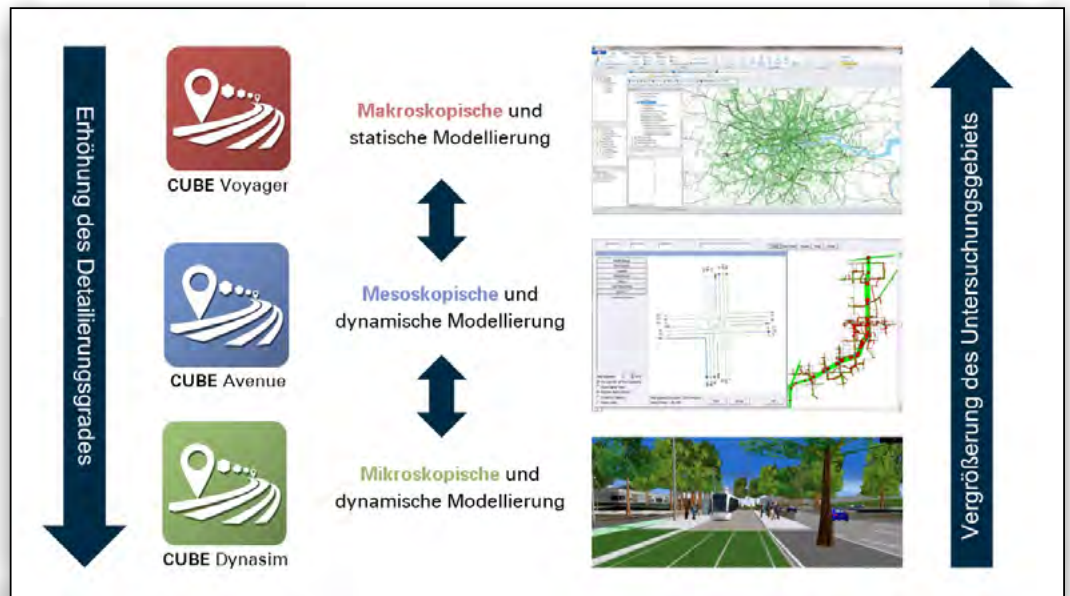 Erhöhung des Detailierungsgrades
CUBE Voyager
Makroskopische und
statische Modellierung
CUBE Avenue
Mesoskopische und
dynamische Modellierung
CUBE Dynasim
Mikroskopische und
dynamische Modellierung
Vergrößerung des Untersuchungsgebiets